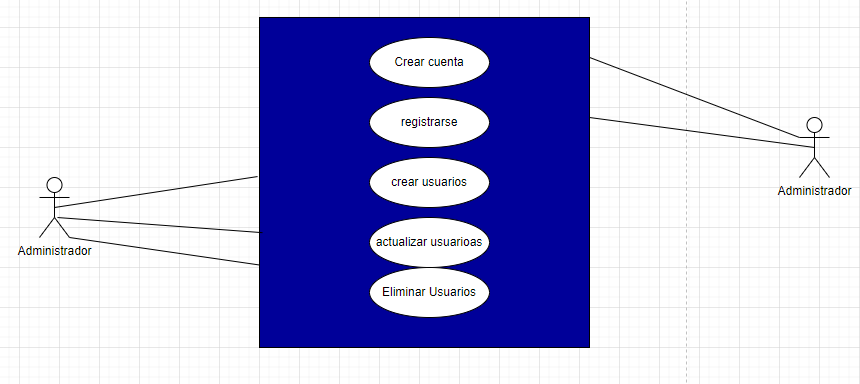 Crear cuenta
registrarse
crear usuarios
actualizar usuarioas
Eliminar Usuarios
Administrador
Administrador